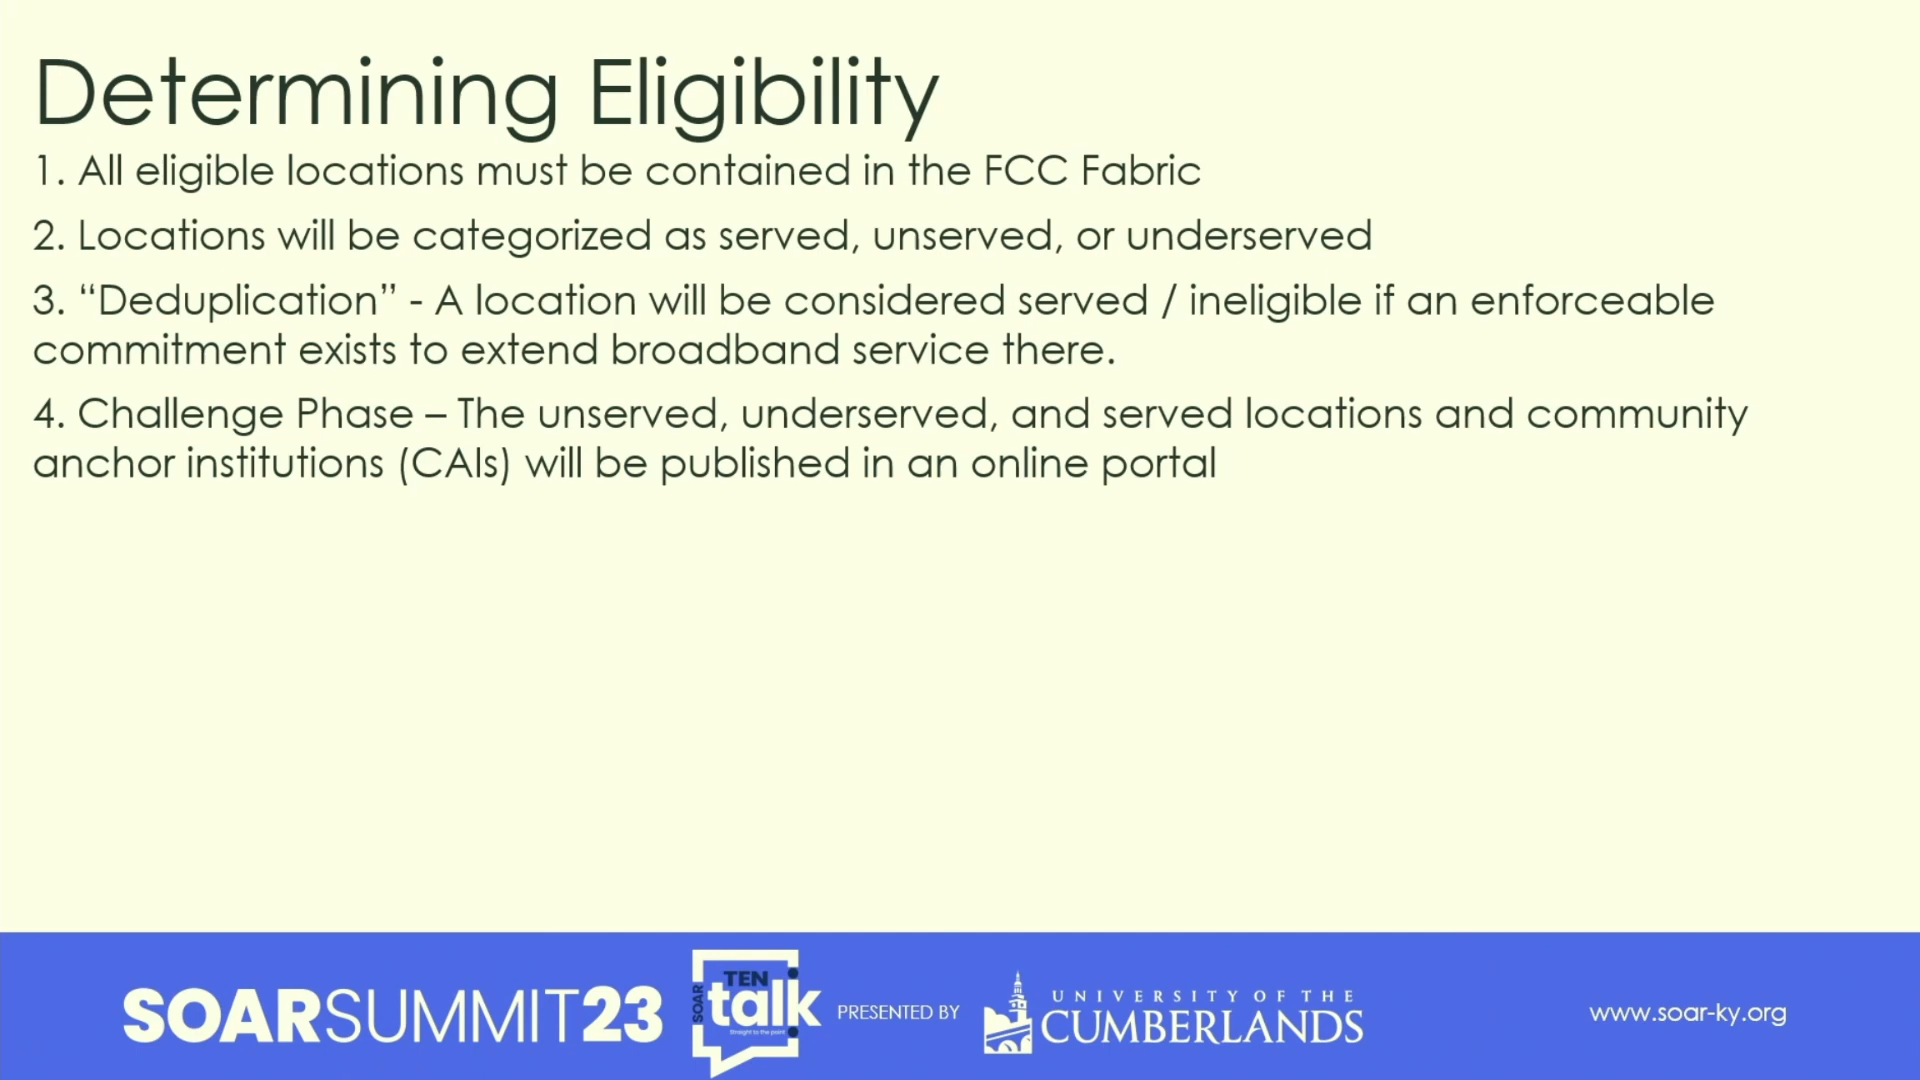 Determining Eligibility
1. All eligible locations must be contained in the FCC Fabric
2. Locations will be categorized as served, unserved, or underserved
3. “Deduplication” - A location will be considered served / ineligible if an enforceable
commitment exists to extend broadband service there.
4. Challenge Phase – The unserved, underserved, and served locations and community
anchor institutions (CAIs) will be published in an online portal
SOARSUMMIT23
SOAR
TEN
talk
Straight to the point
PRESENTED BY
UNIVERSITY OF THE
CUMBERLANDS
www.soar-ky.org